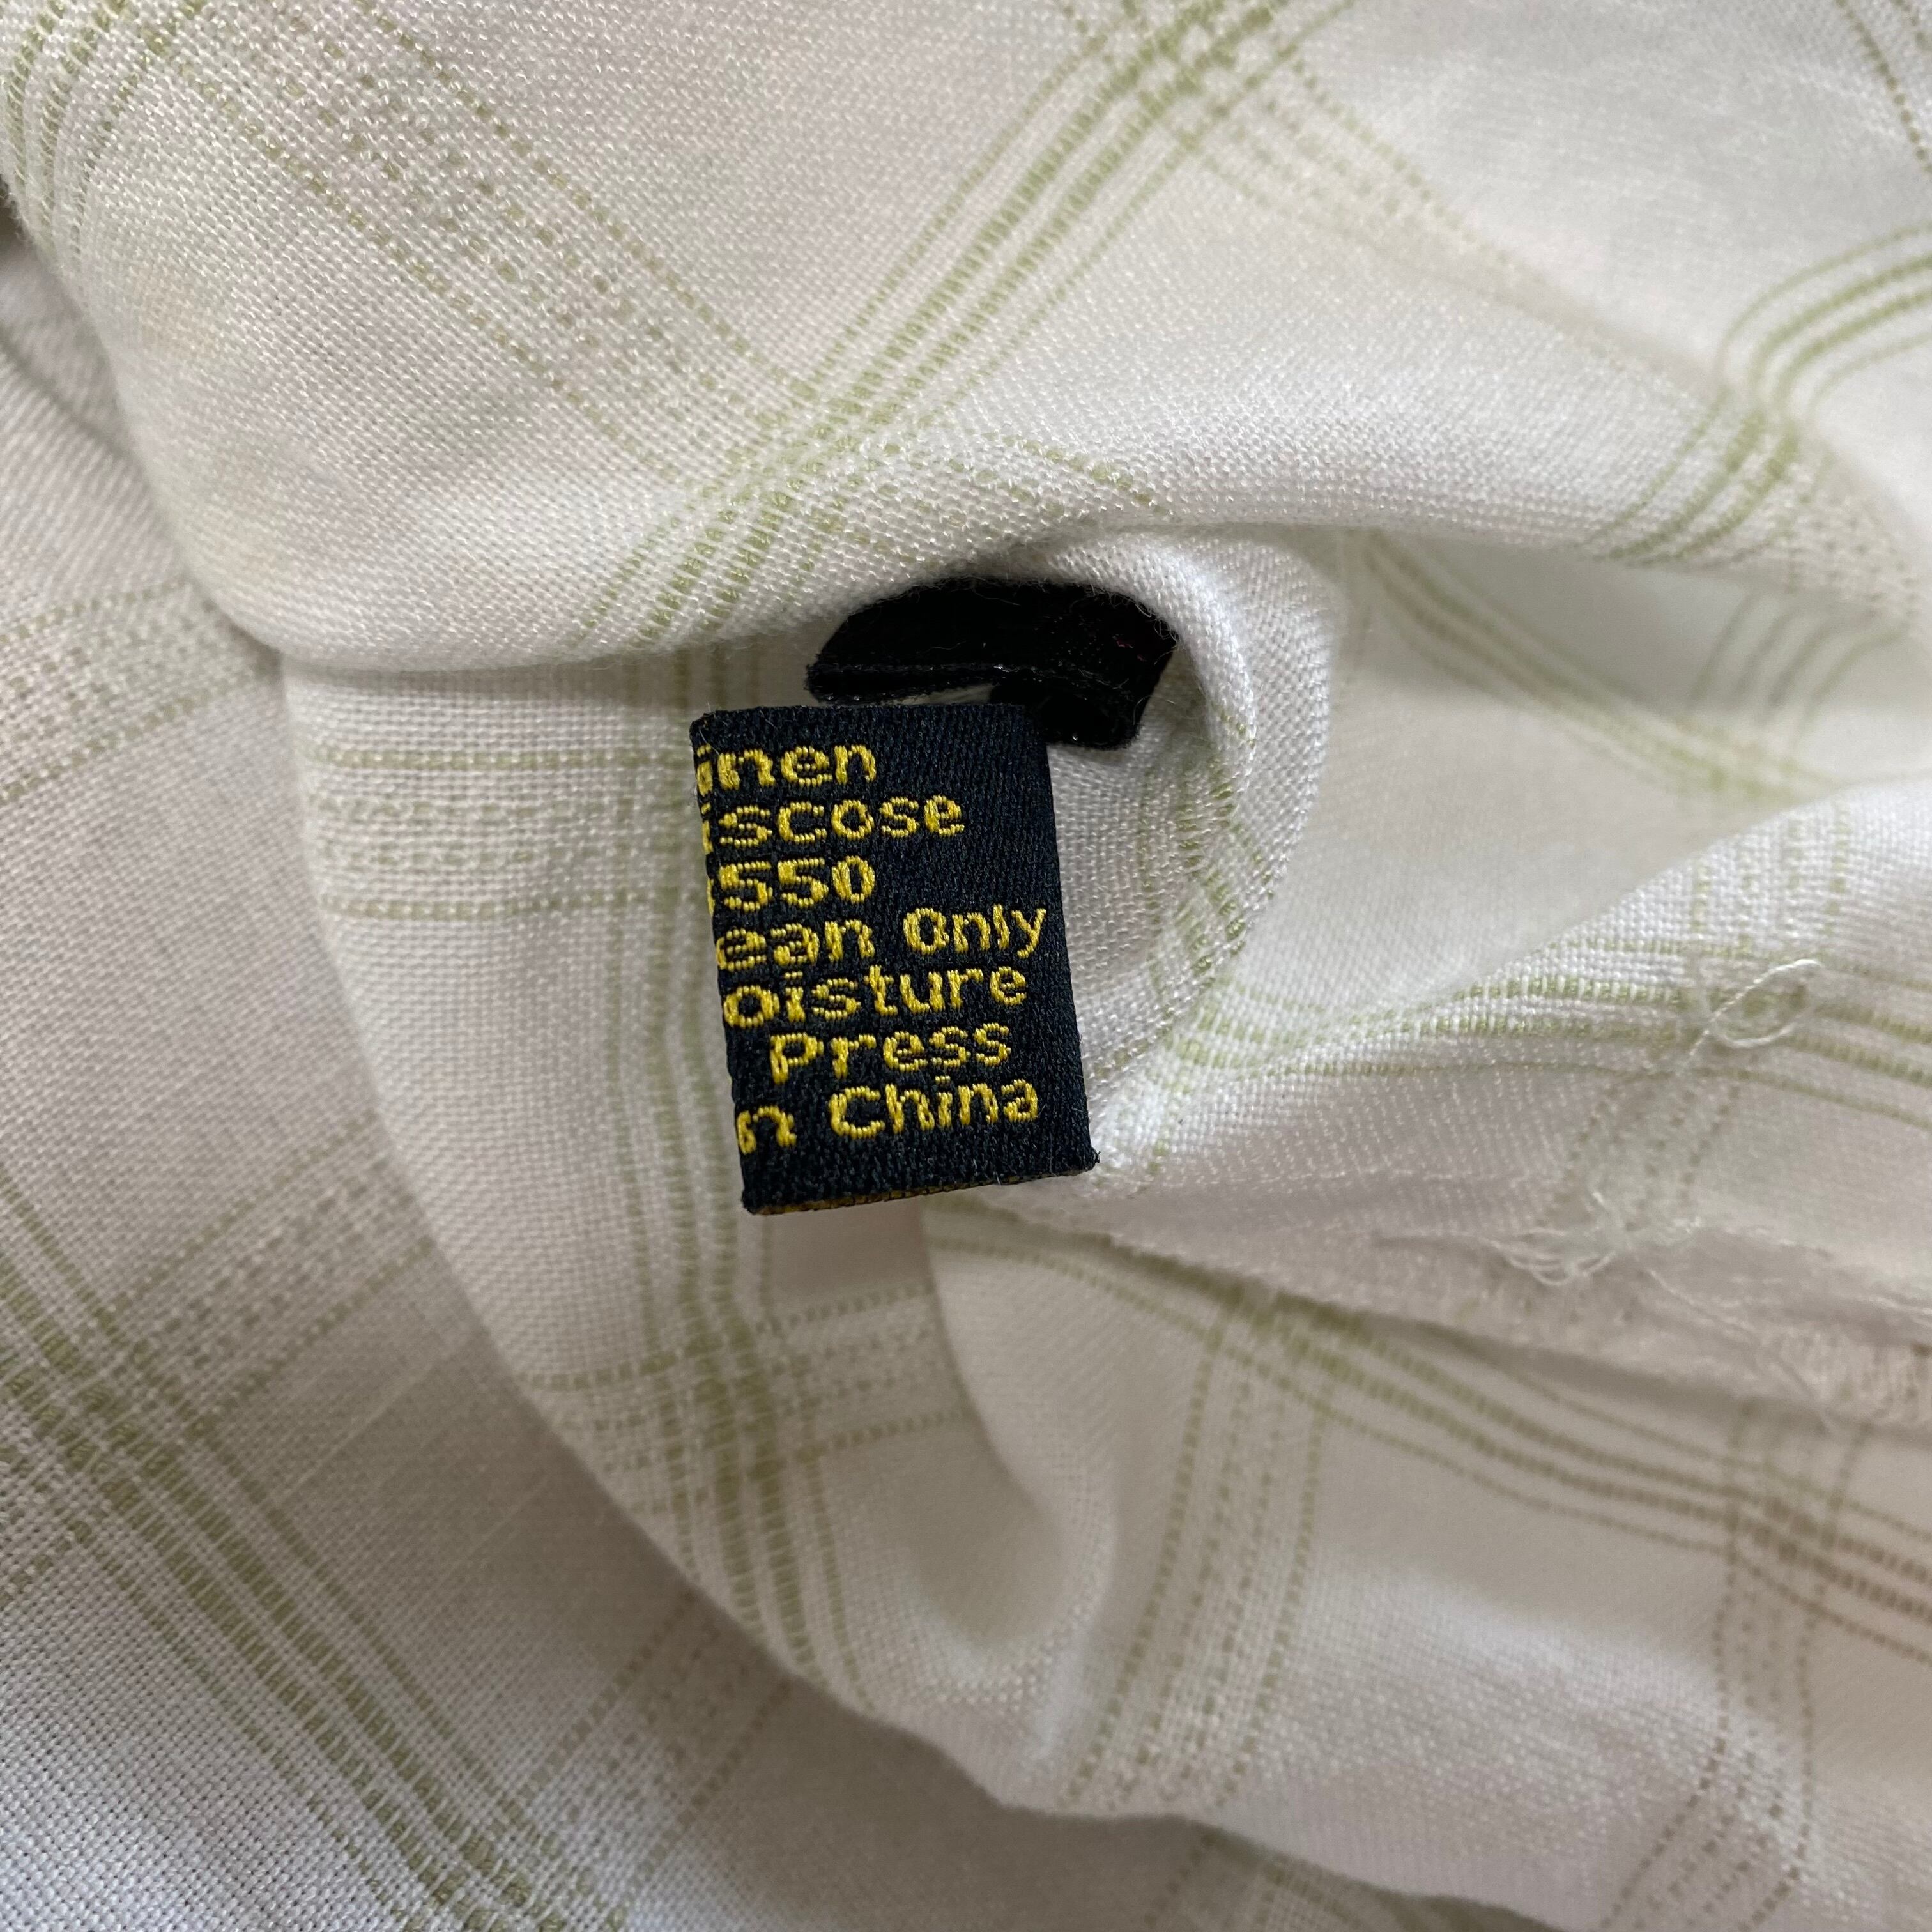 inen
iscose
550
ean Only
oisture
Press
n China